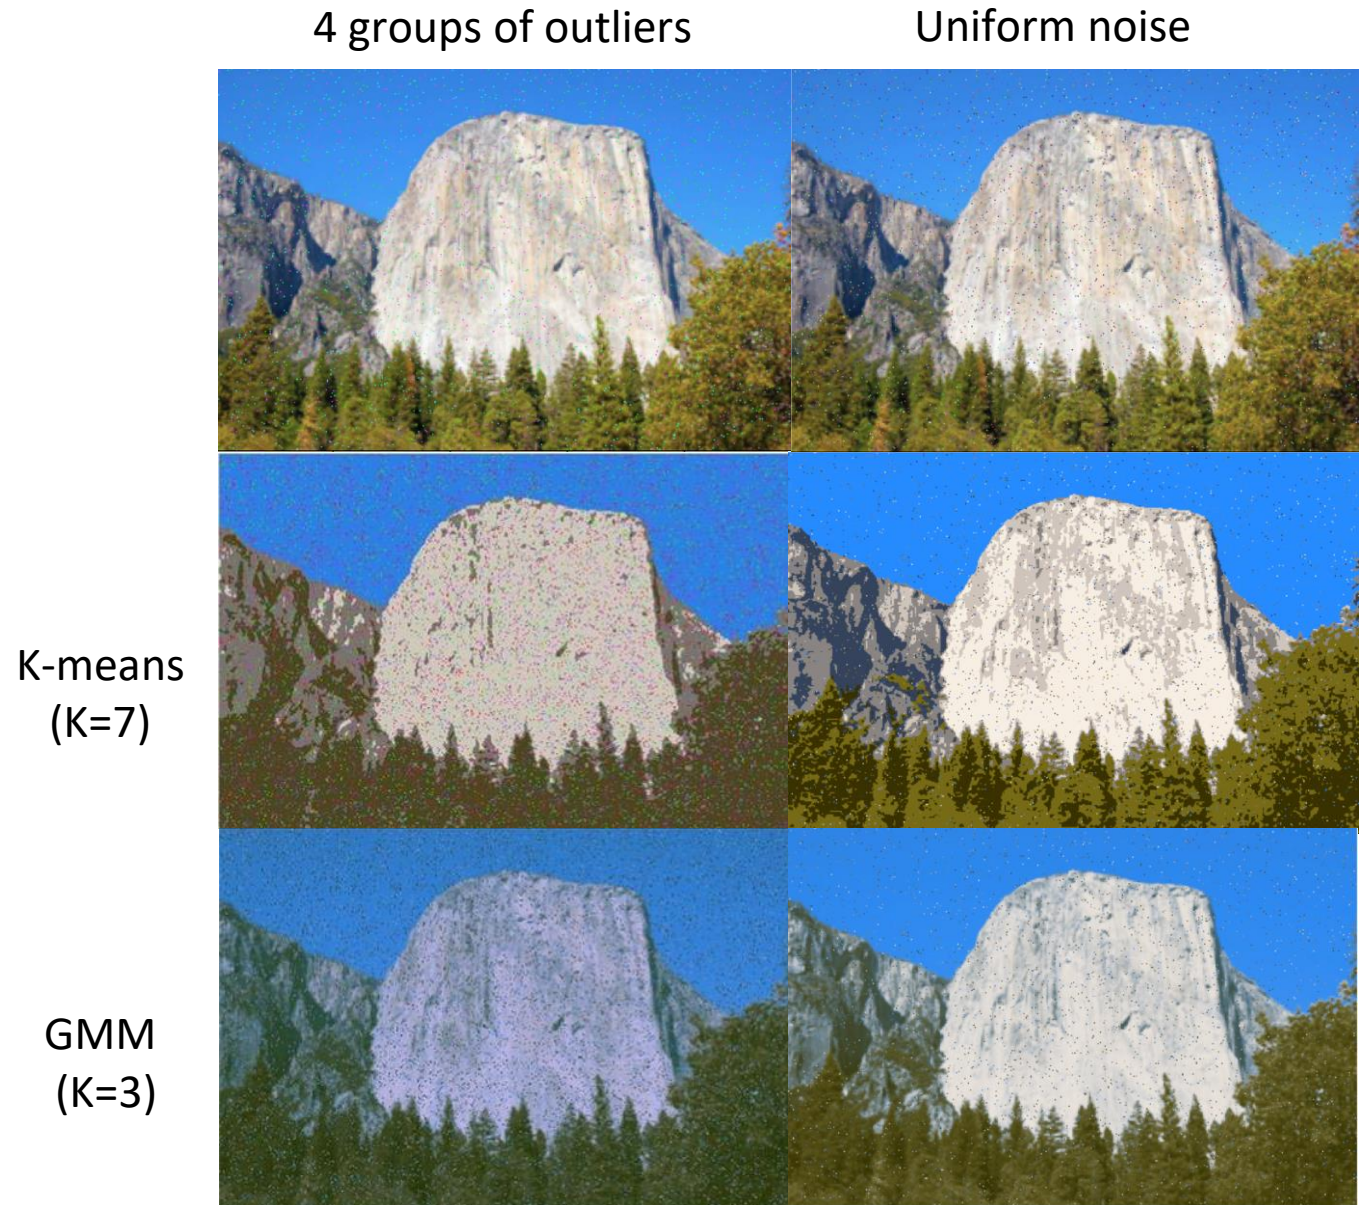 4 groups of outliers
Uniform noise
K-means
(K=7)
GMM
(K=3)